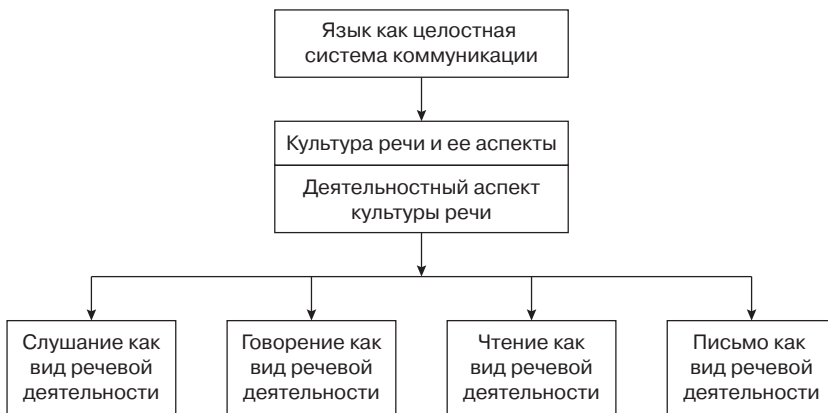 Язык как целостная
система коммуникации
Культура речи и ее аспекты
Деятельностный аспект
культуры речи
Слушание как
вид речевой
деятельности
Говорение как
вид речевой
деятельности
Чтение как
вид речевой
деятельности
Письмо как
вид речевой
деятельности